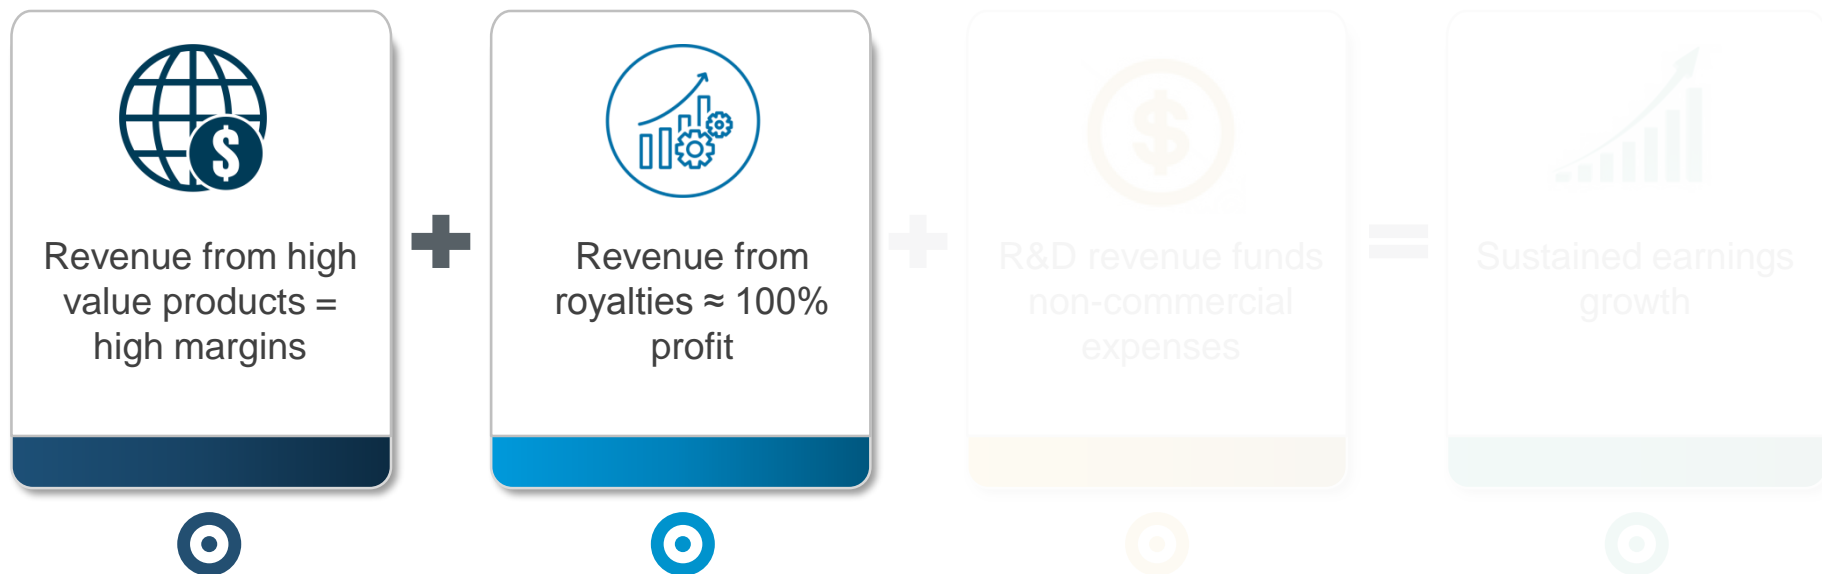 Revenue from high
value products =
high margins
Revenue from
royalties ≈ 100%
profit
R&D revenue funds
non-commercial
expenses
Sustained earnings
growth